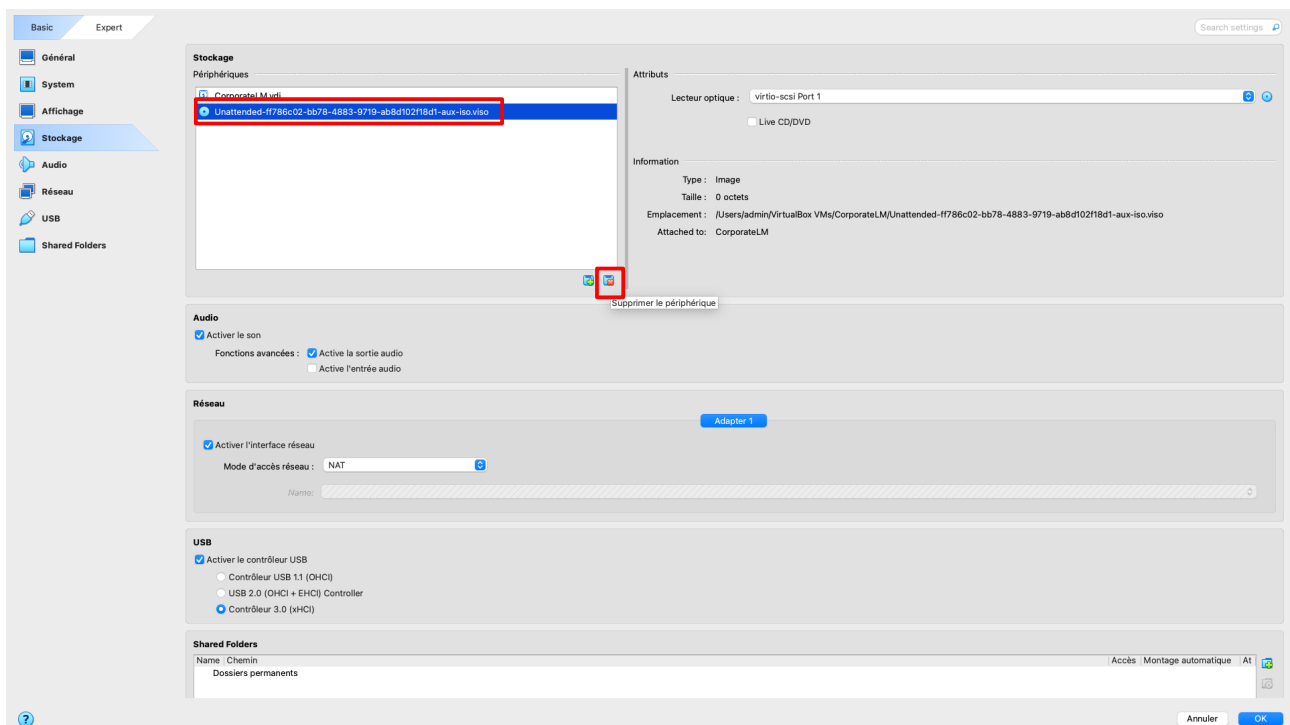 Basic Expert
Search settings
Général
System
Affichage
Stockage
Audio
Réseau
USB
Shared Folders
Stockage
Périphériques
CorporateLM.vdi
Unattended-ff786c02-bb78-4883-9719-ab8d102f18d1-aux-iso.viso
Attributs
Lecteur optique : virtio-scsi Port 1
Live CD/DVD
Information
Type : Image
Taille : 0 octets
Emplacement : /Users/admin/VirtualBox VMs/CorporateLM/Unattended-ff786c02-bb78-4883-9719-ab8d102f18d1-aux-iso.viso
Attached to: CorporateLM
Supprimer le périphérique
Audio
Activer le son
Fonctions avancées : Active la sortie audio
Active l'entrée audio
Réseau
Adapter 1
Activer l'interface réseau
Mode d'accès réseau : NAT
Name:
USB
Activer le contrôleur USB
Contrôleur USB 1.1 (OHCI)
USB 2.0 (OHCI + EHCI) Controller
Contrôleur 3.0 (xHCI)
Shared Folders
Name Chemin Accès Montage automatique At
Dossiers permanents
? Annuler OK